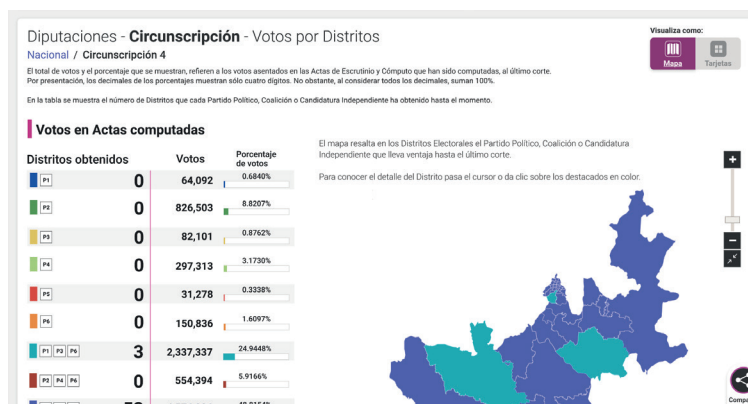 Diputaciones - Circunscripción - Votos por Distritos
Visualiza como:
Mapa
Tarjetas
Nacional / Circunscripción 4
El total de votos y el porcentaje que se muestran, refieren a los votos asentados en las Actas de Escrutinio y Cómputo que han sido computadas, al último corte.
Por presentación, los decimales de los porcentajes muestran sólo cuatro dígitos. No obstante, al considerar todos los decimales, suman 100%.
En la tabla se muestra el número de Distritos que cada Partido Político, Coalición o Candidatura Independiente ha obtenido hasta el momento.
Votos en Actas computadas
Distritos obtenidos Votos Porcentaje
de votos
P1 0 64,092 0.6840%
P2 0 826,503 8.8207%
P3 0 82,101 0.8762%
P4 0 297,313 3.1730%
P5 0 31,278 0.3338%
P6 0 150,836 1.6097%
P1 P3 P6 3 2,337,337 24.9448%
P2 P4 P6 0 554,394 5.9166%
El mapa resalta en los Distritos Electorales el Partido Político, Coalición o Candidatura
Independiente que lleva ventaja hasta el último corte.
Para conocer el detalle del Distrito pasa el cursor o da clic sobre los destacados en color.
+
−